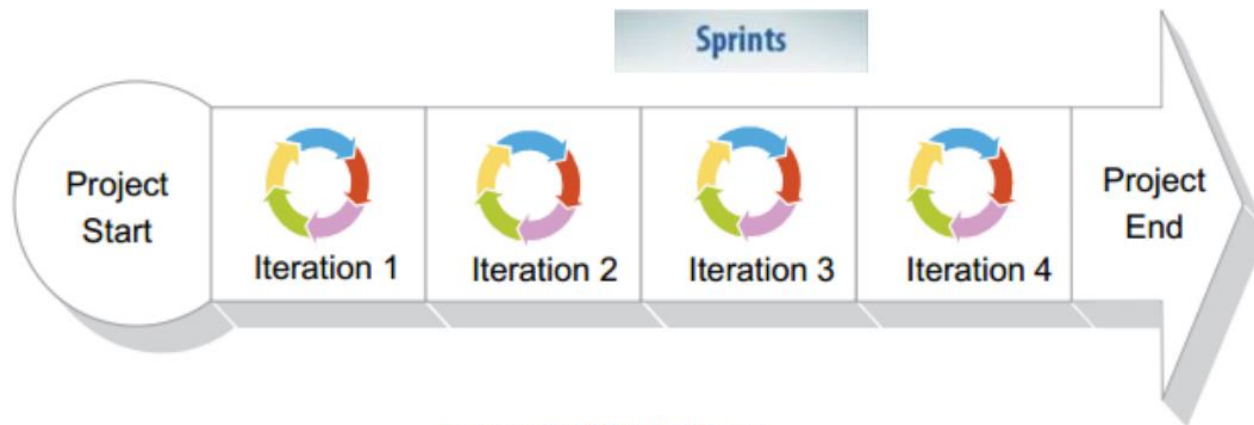 Sprints
Project
Start
Iteration 1
Iteration 2
Iteration 3
Iteration 4
Project
End